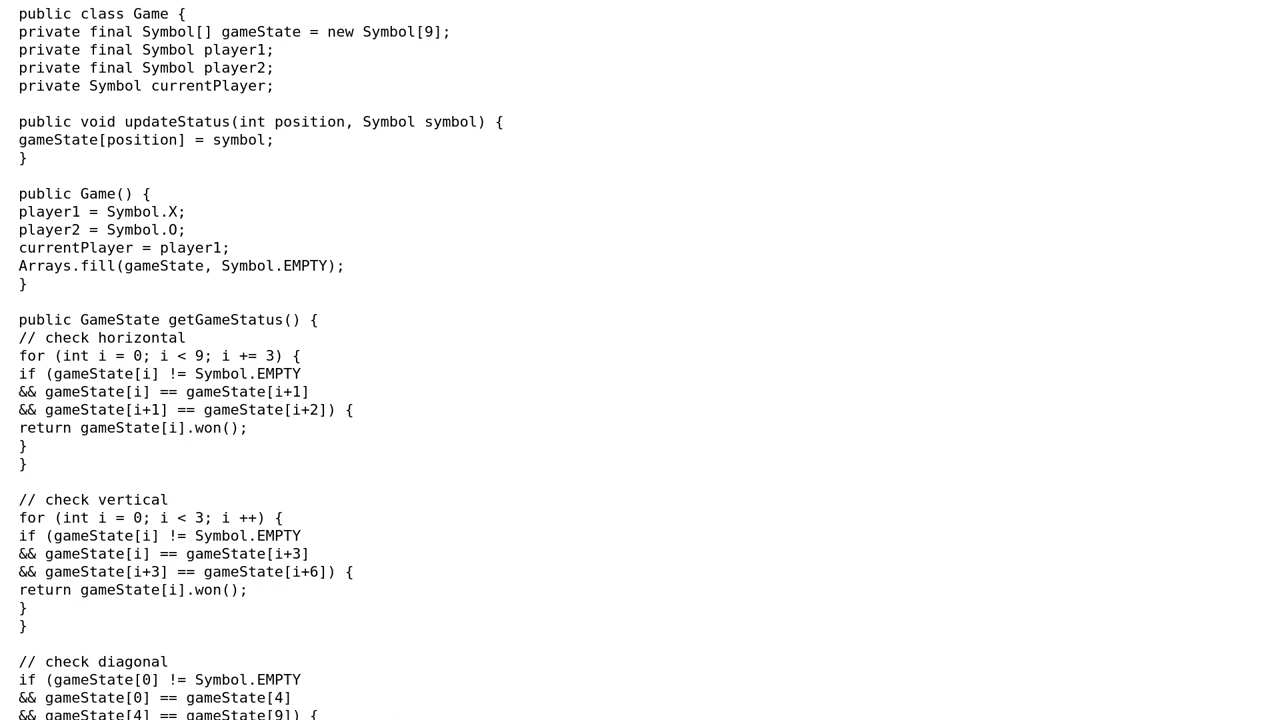 public class Game {
private final Symbol[] gameState = new Symbol[9];
private final Symbol player1;
private final Symbol player2;
private Symbol currentPlayer;
public void updateStatus(int position, Symbol symbol) {
gameState[position] = symbol;
}
public Game() {
player1 = Symbol.X;
player2 = Symbol.O;
currentPlayer = player1;
Arrays.fill(gameState, Symbol.EMPTY);
}
public GameState getGameStatus() {
// check horizontal
for (int i = 0; i < 9; i += 3) {
if (gameState[i] != Symbol.EMPTY
&& gameState[i] == gameState[i+1]
&& gameState[i+1] == gameState[i+2]) {
return gameState[i].won();
}
}
// check vertical
for (int i = 0; i < 3; i ++) {
if (gameState[i] != Symbol.EMPTY
&& gameState[i] == gameState[i+3]
&& gameState[i+3] == gameState[i+6]) {
return gameState[i].won();
}
}
// check diagonal
if (gameState[0] != Symbol.EMPTY
&& gameState[0] == gameState[4]
&& gameState[4] == gameState[9]) {